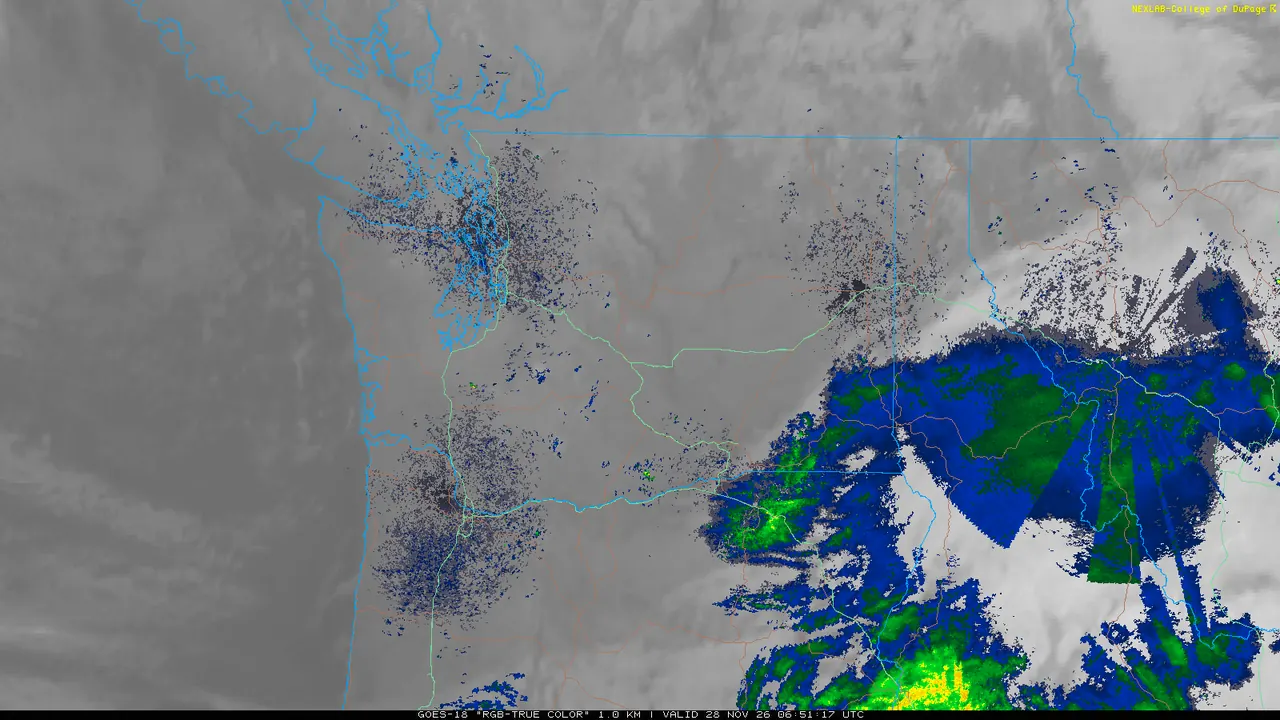 NEXLAB-College of DuPage
GOES-18 "RGB-TRUE COLOR" 1.0 KM | VALID 28 NOV 26 06:51:17 UTC